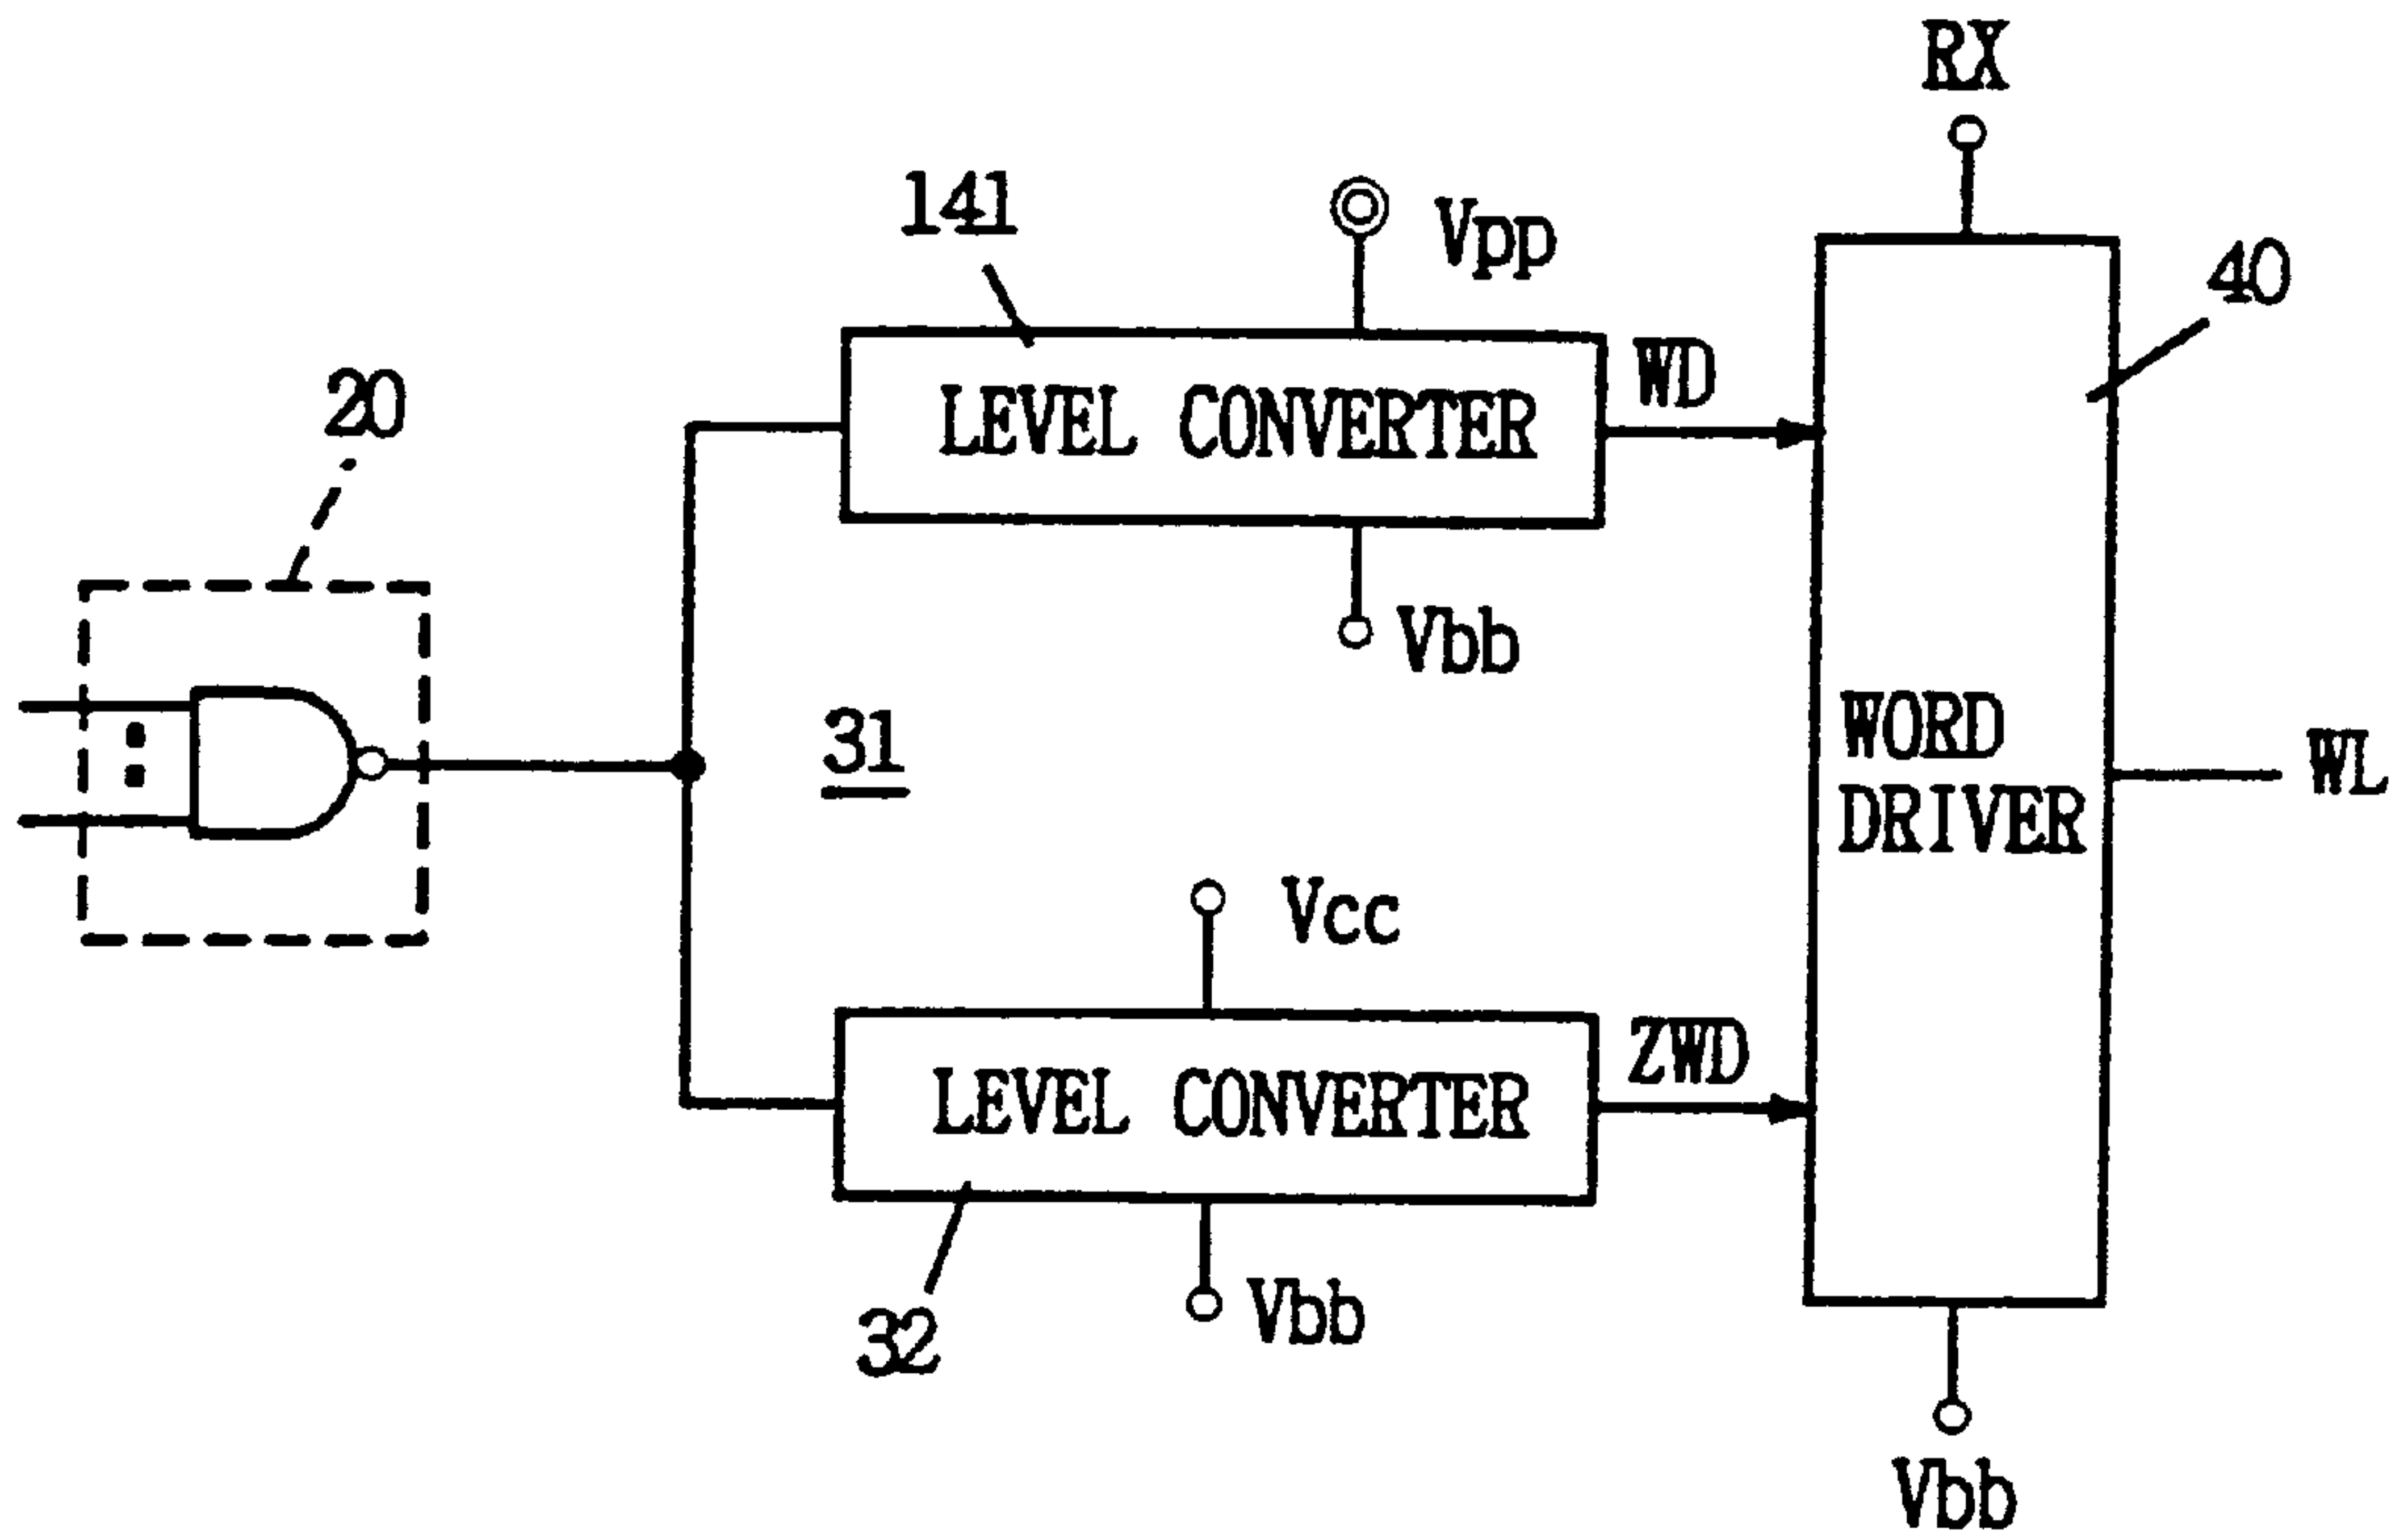 RX
141
Vpp
40
WD
20
LEVEL CONVERTER
Vbb
31
WORD
DRIVER
WL
Vcc
ZWD
LEVEL CONVERTER
32
Vbb
Vbb